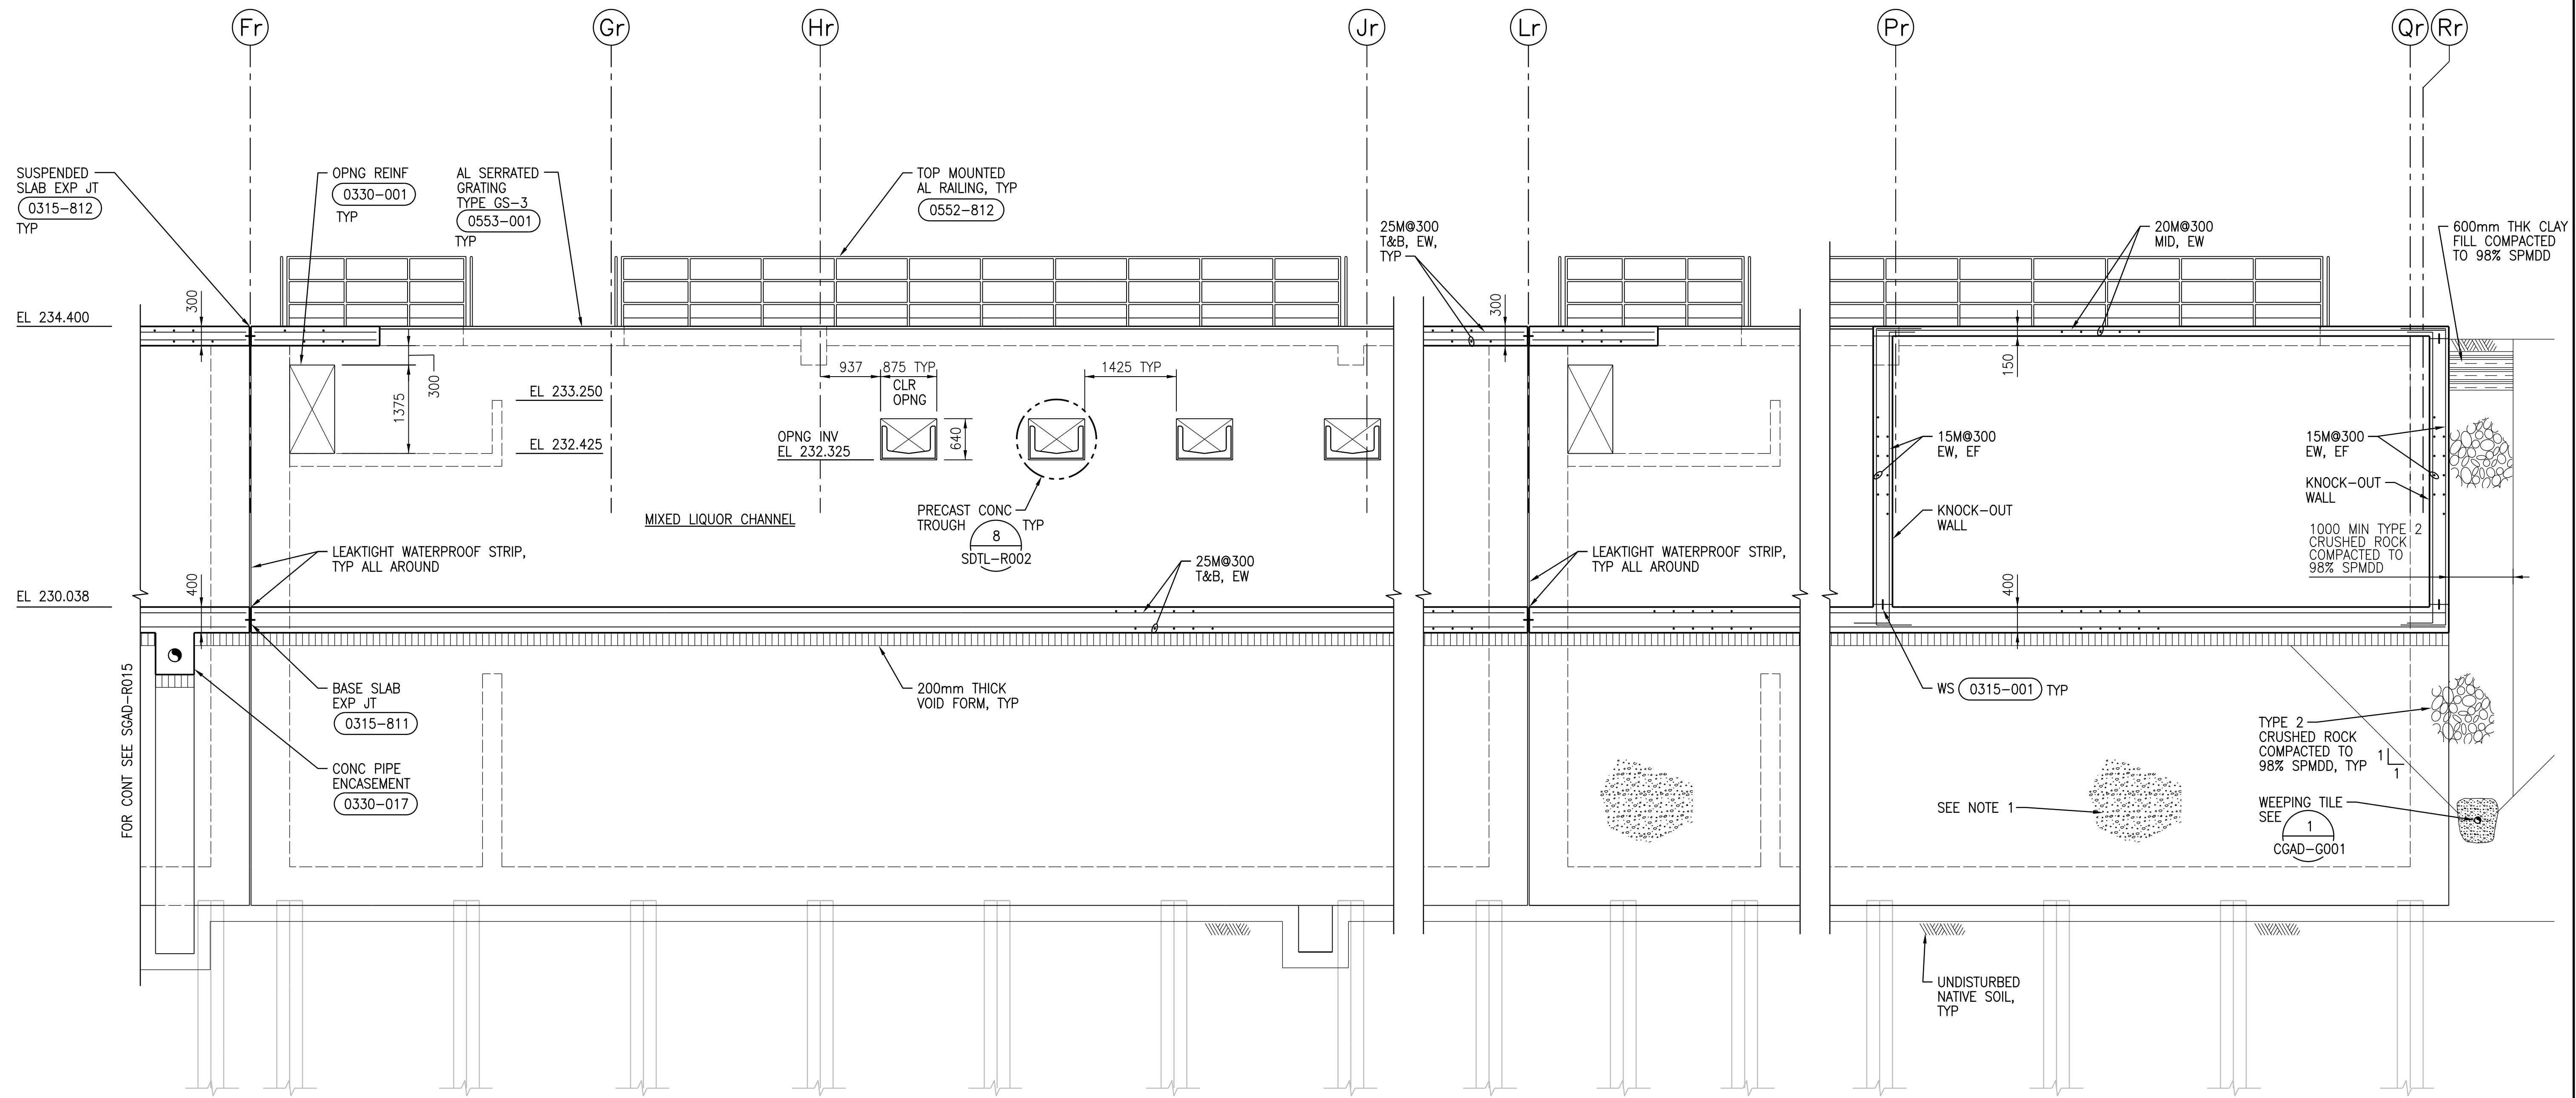 Fr
Gr
Hr
Jr
Lr
Pr
Qr
Rr
SUSPENDED
SLAB EXP JT
0315-812
TYP
OPNG REINF
0330-001
TYP
AL SERRATED
GRATING
TYPE GS-3
0553-001
TYP
TOP MOUNTED
AL RAILING, TYP
0552-812
25M@300
T&B, EW,
TYP
20M@300
MID, EW
600mm THK CLAY
FILL COMPACTED
TO 98% SPMDD
EL 234.400
300
300
150
1375
300
EL 233.250
EL 232.425
937
875 TYP
CLR
OPNG
1425 TYP
640
OPNG INV
EL 232.325
PRECAST CONC
TROUGH
TYP
8
SDTL-R002
MIXED LIQUOR CHANNEL
15M@300
EW, EF
KNOCK-OUT
WALL
15M@300
EW, EF
KNOCK-OUT
WALL
1000 MIN TYPE 2
CRUSHED ROCK
COMPACTED TO
98% SPMDD
LEAKTIGHT WATERPROOF STRIP,
TYP ALL AROUND
25M@300
T&B, EW
LEAKTIGHT WATERPROOF STRIP,
TYP ALL AROUND
EL 230.038
400
400
BASE SLAB
EXP JT
0315-811
200mm THICK
VOID FORM, TYP
WS 0315-001 TYP
CONC PIPE
ENCASEMENT
0330-017
FOR CONT SEE SGAD-R015
TYPE 2
CRUSHED ROCK
COMPACTED TO
98% SPMDD, TYP
1
1
SEE NOTE 1
WEEPING TILE
SEE
1
CGAD-G001
UNDISTURBED
NATIVE SOIL,
TYP